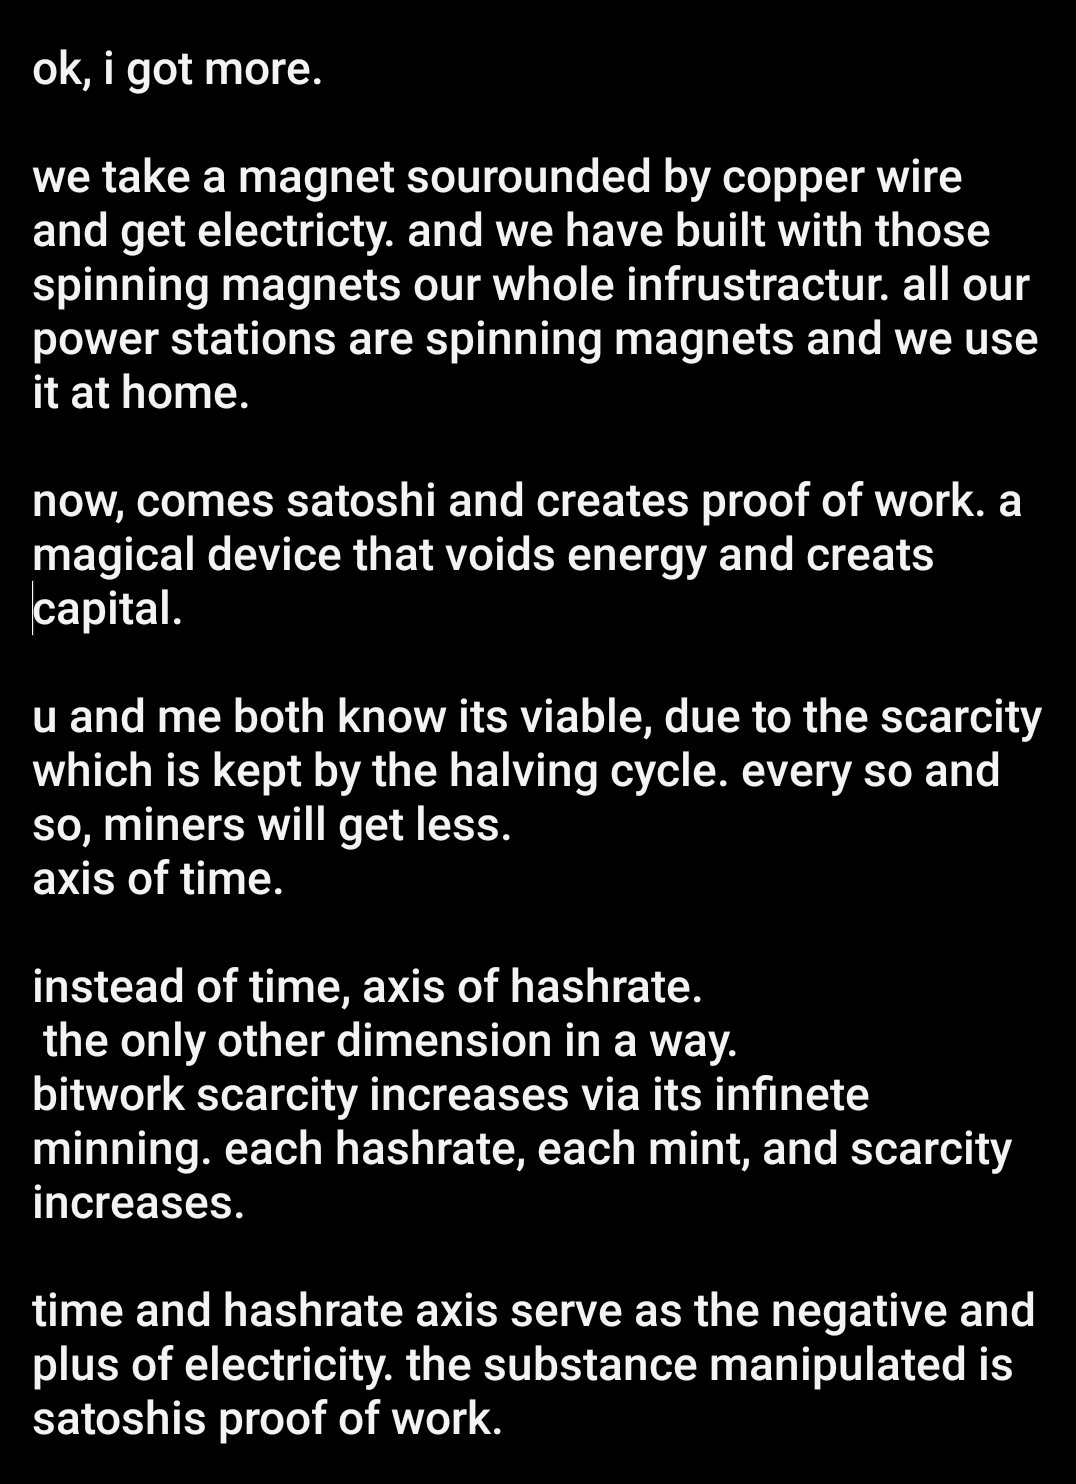 ok, i got more.
we take a magnet sourounded by copper wire
and get electricty. and we have built with those
spinning magnets our whole infrustractur. all our
power stations are spinning magnets and we use
it at home.
now, comes satoshi and creates proof of work. a
magical device that voids energy and creats
capital.
u and me both know its viable, due to the scarcity
which is kept by the halving cycle. every so and
so, miners will get less.
axis of time.
instead of time, axis of hashrate.
the only other dimension in a way.
bitwork scarcity increases via its infinete
minning. each hashrate, each mint, and scarcity
increases.
time and hashrate axis serve as the negative and
plus of electricity. the substance manipulated is
satoshis proof of work.